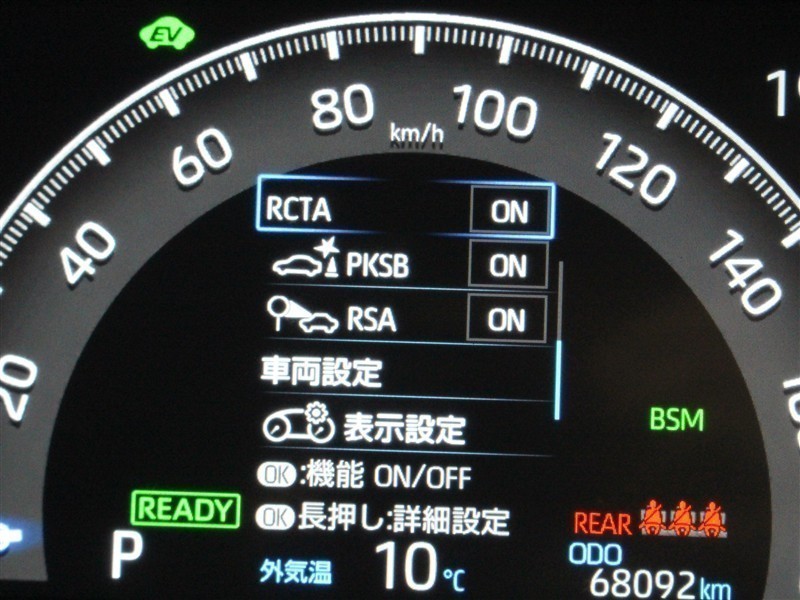 EV
20
40
60
80
100
120
140
km/h
RCTA ON
PKSB ON
RSA ON
車両設定
表示設定
OK:機能 ON/OFF
OK長押し:詳細設定
BSM
READY
P
外気温 10℃
REAR
ODO
68092km